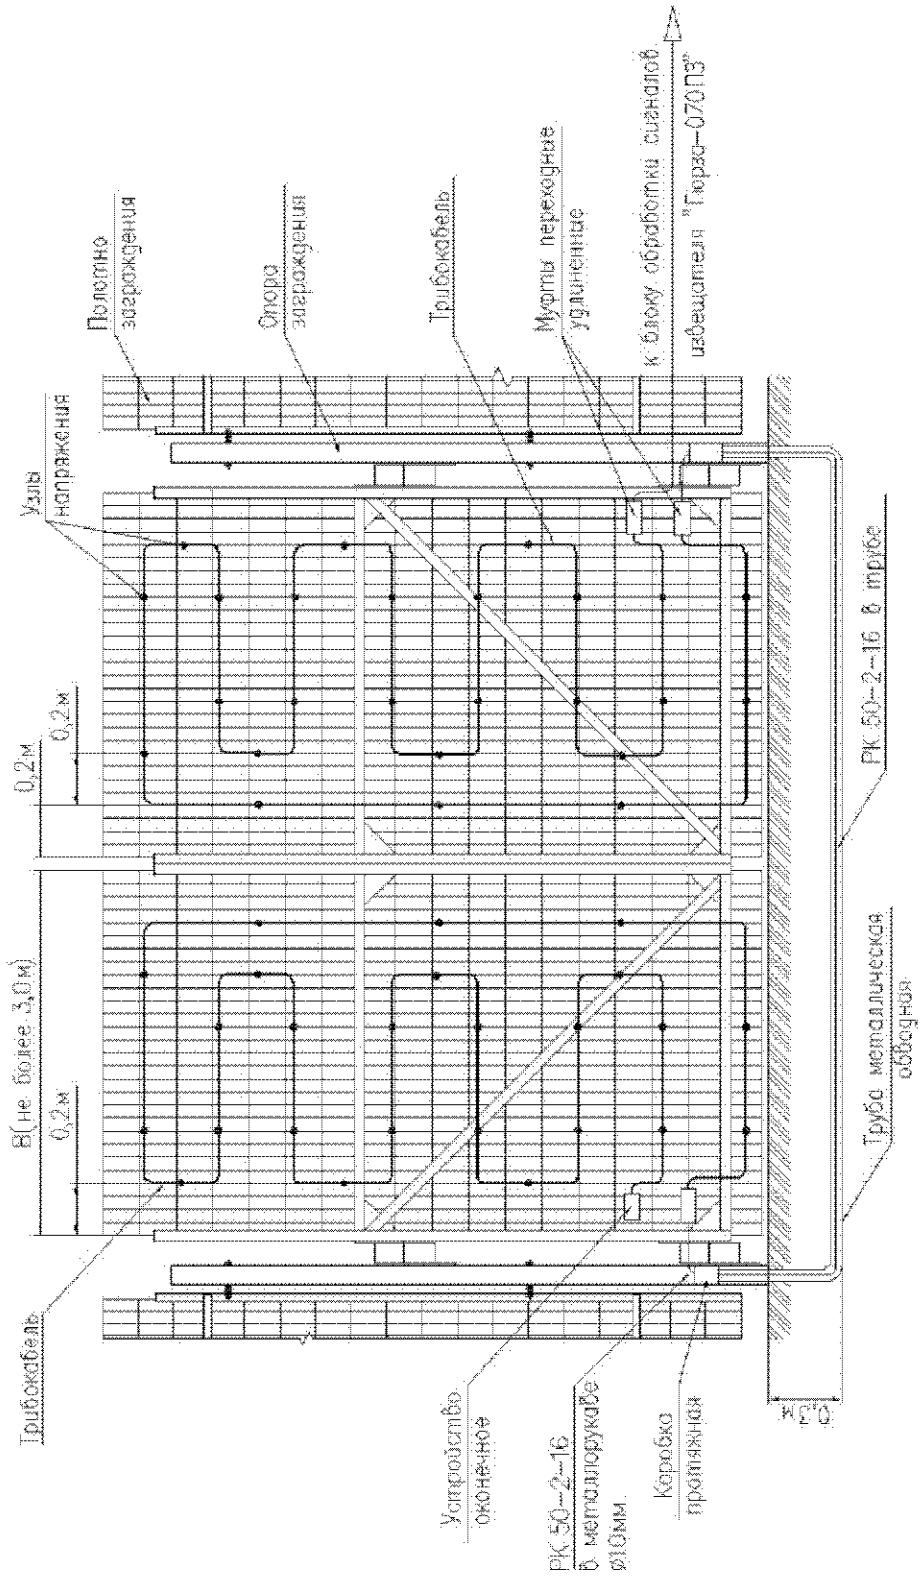 Полотно
заграждения
Опора
заграждения
Трибокабель
Муфты переходные
удлиненные
К блоку обработки сигналов
извещателя "Гюрза-070ПЗ"
Узлы
напряжения
0,2м
0,2м
В(не более 3,0м)
0,2м
Трибокабель
Устройство
оконечное
РК 50-2-16
в металлорукаве
ø10мм
Коробка
протяжная
0,3м
Труба металлическая
обводная
РК 50-2-16 в трубе